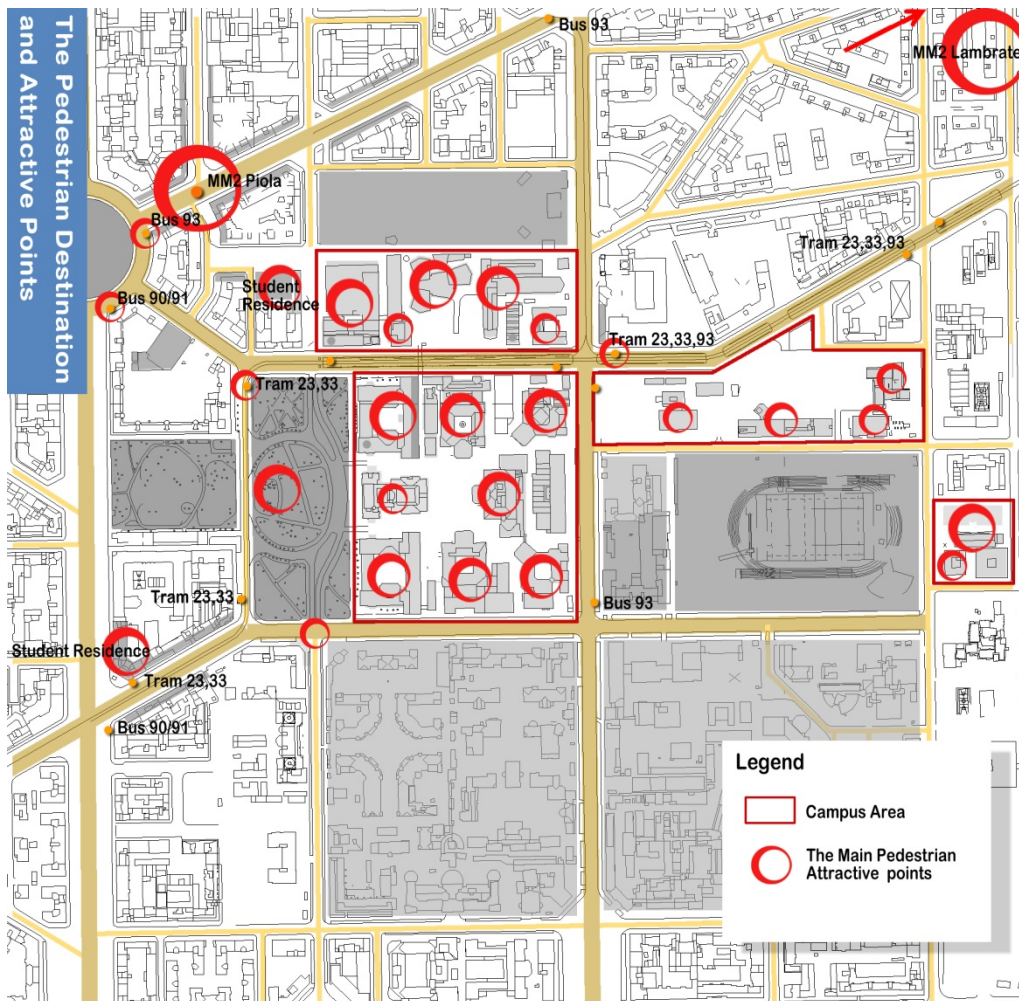 The Pedestrian Destination
and Attractive Points
Bus 93
MM2 Lambrate
MM2 Piola
Bus 93
Tram 23,33,93
Student
Residence
Bus 90/91
Tram 23,33,93
Tram 23,33
Tram 23,33
Bus 93
Student Residence
Tram 23,33
Bus 90/91
Legend
Campus Area
The Main Pedestrian
Attractive points